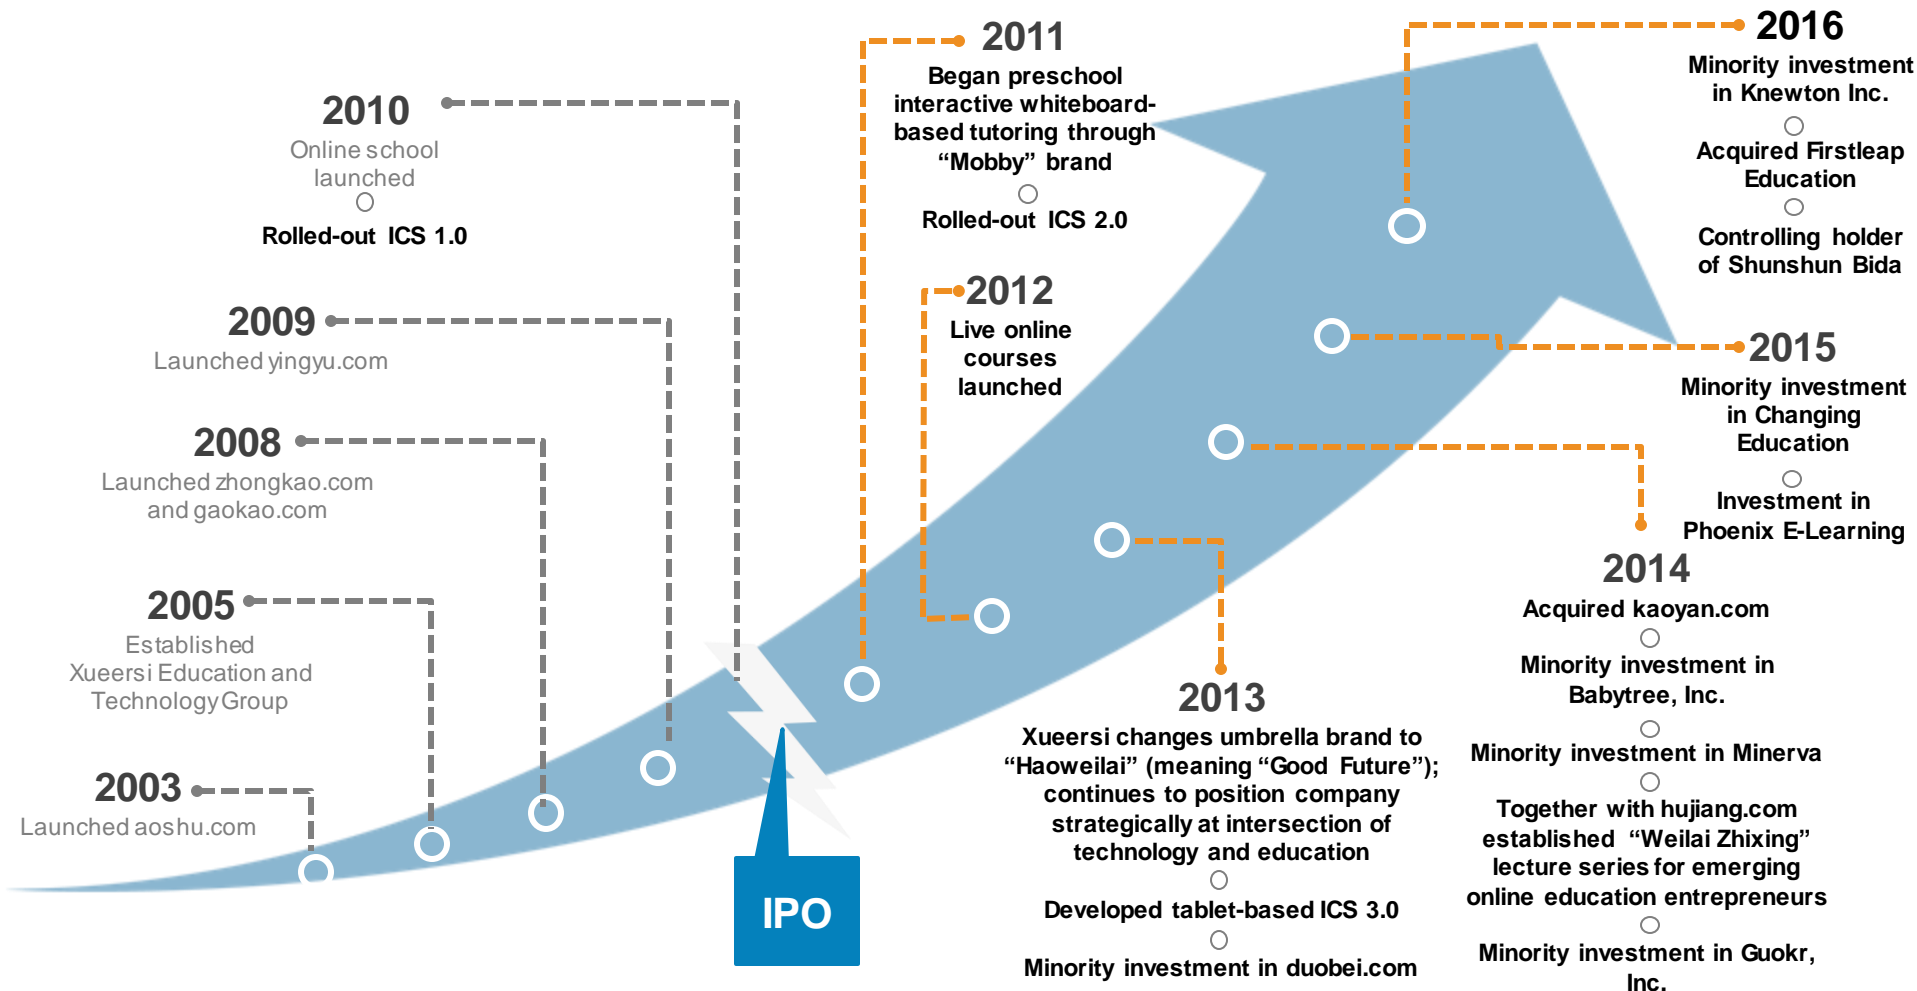 2003
Launched aoshu.com
2005
Established
Xueersi Education and
Technology Group
2008
Launched zhongkao.com
and gaokao.com
2009
Launched yingyu.com
2010
Online school
launched
Rolled-out ICS 1.0
IPO
2011
Began preschool
interactive whiteboard-
based tutoring through
“Mobby” brand
Rolled-out ICS 2.0
2012
Live online
courses
launched
2013
Xueersi changes umbrella brand to
“Haoweilai” (meaning “Good Future”);
continues to position company
strategically at intersection of
technology and education
Developed tablet-based ICS 3.0
Minority investment in duobei.com
2014
Acquired kaoyan.com
Minority investment in
Babytree, Inc.
Minority investment in Minerva
Together with hujiang.com
established “Weilai Zhixing”
lecture series for emerging
online education entrepreneurs
Minority investment in Guokr,
Inc.
2015
Minority investment
in Changing
Education
Investment in
Phoenix E-Learning
2016
Minority investment
in Knewton Inc.
Acquired Firstleap
Education
Controlling holder
of Shunshun Bida